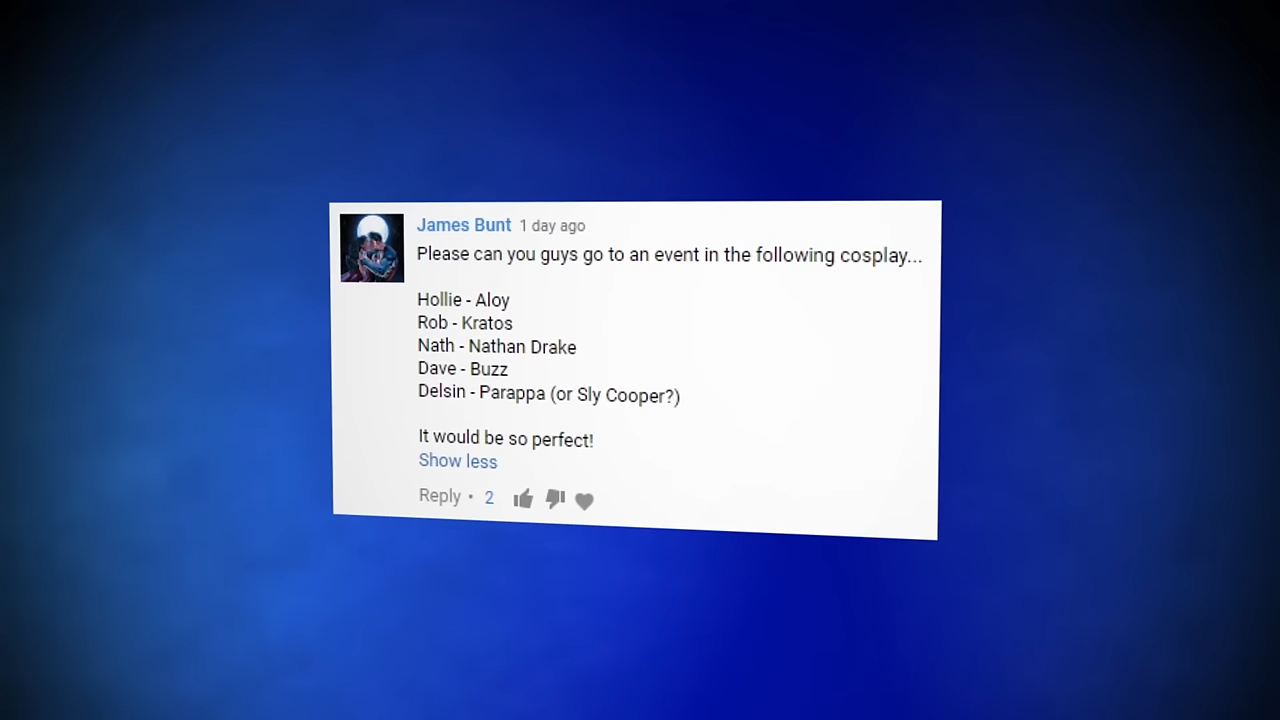 James Bunt 1 day ago
Please can you guys go to an event in the following cosplay...
Hollie - Aloy
Rob - Kratos
Nath - Nathan Drake
Dave - Buzz
Delsin - Parappa (or Sly Cooper?)
It would be so perfect!
Show less
Reply • 2